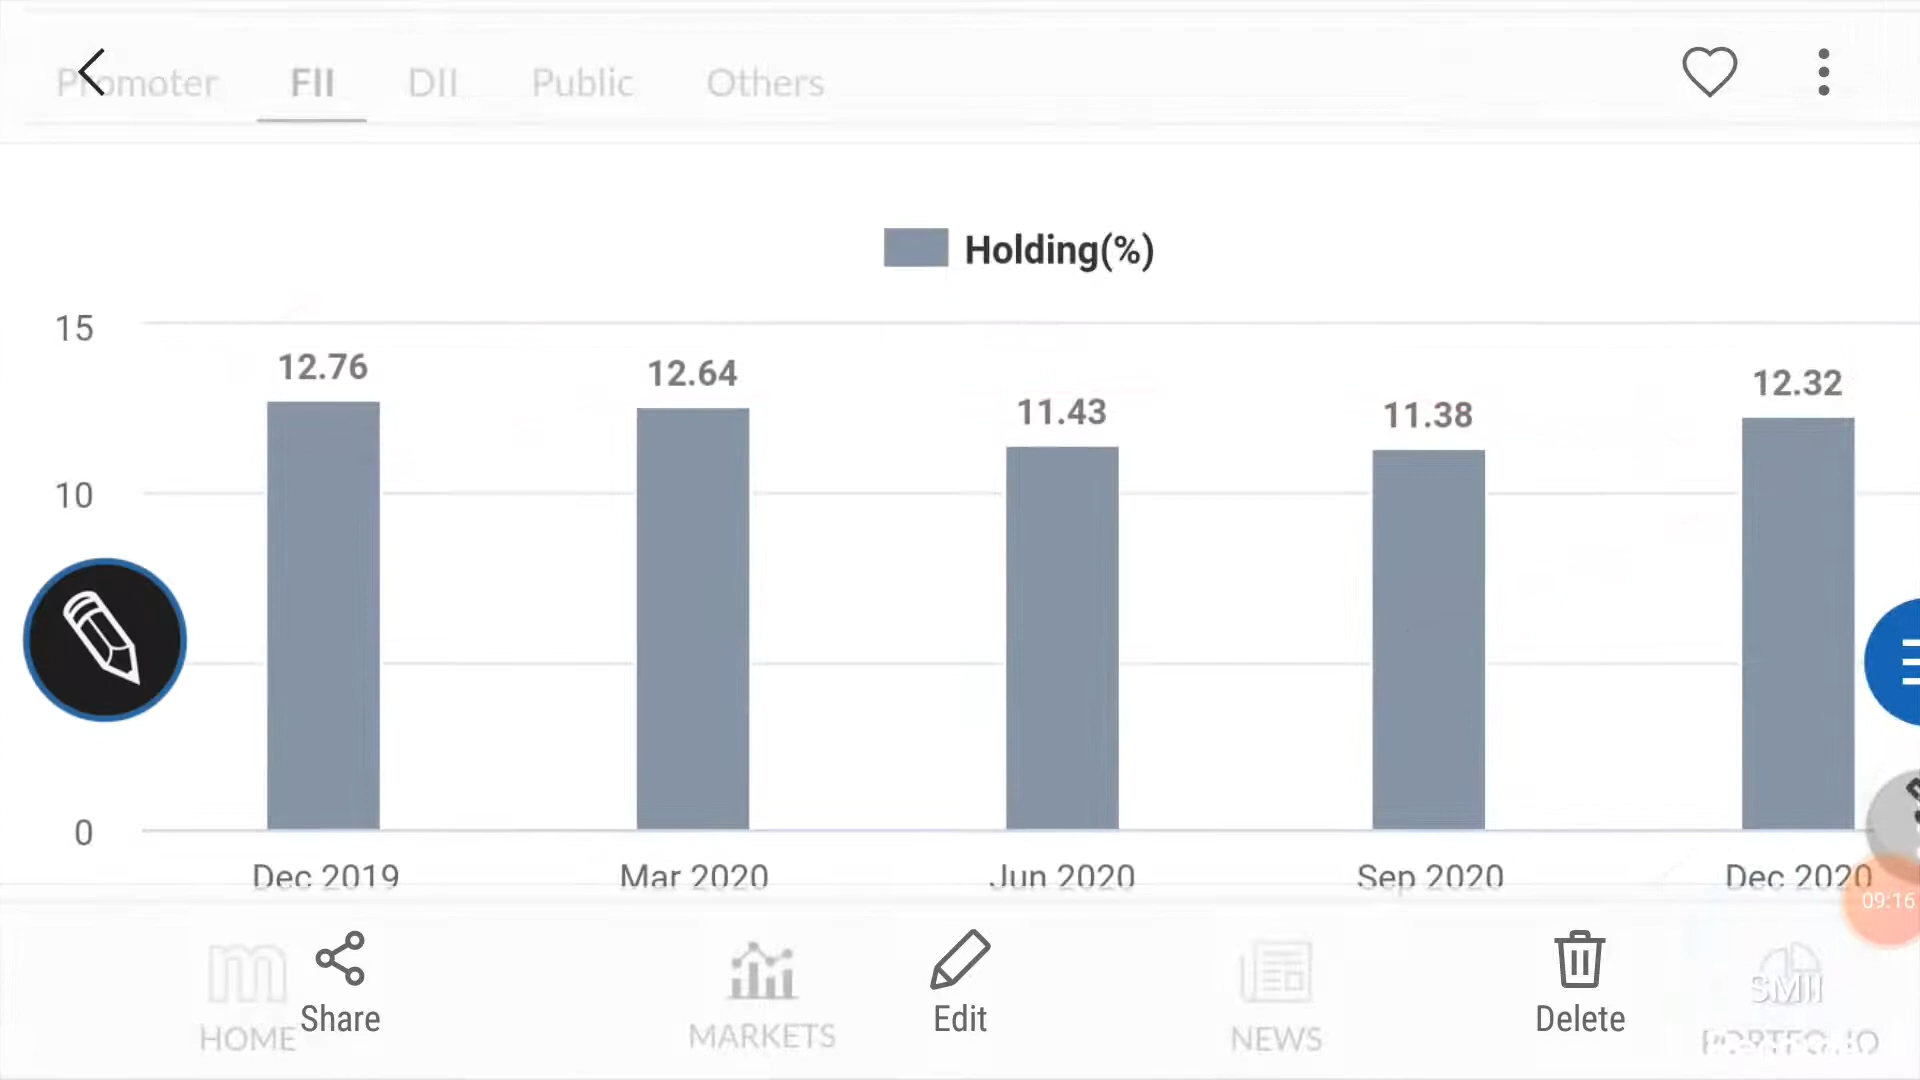 Promoter FII DII Public Others
Holding(%)
15
12.76 12.64 11.43 11.38 12.32
10
0
Dec 2019 Mar 2020 Jun 2020 Sep 2020 Dec 2020
09:16
Share Edit Delete
HOME MARKETS NEWS PORTFOLIO